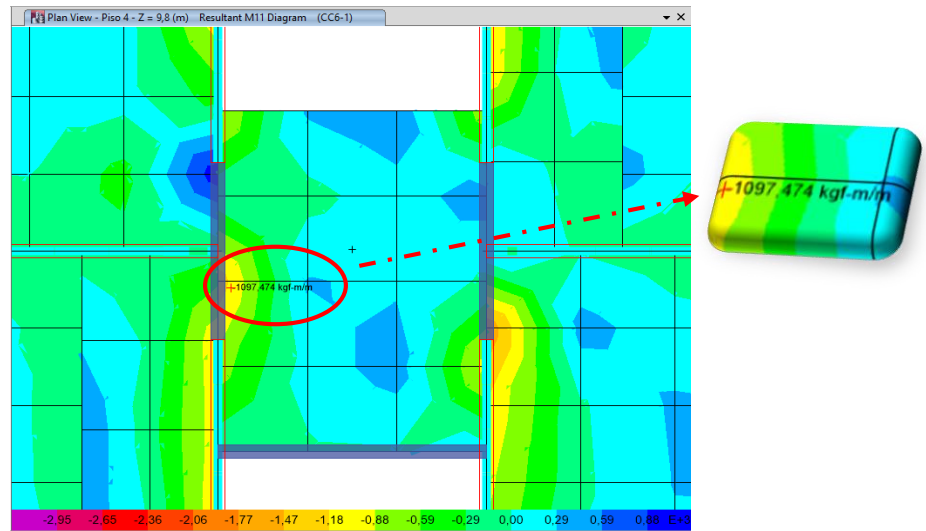 Plan View - Piso 4 - Z = 9,8 (m) Resultant M11 Diagram (CC6-1)
1097,474 kgf-m/m
1097,474 kgf-m/m
-2,95 -2,65 -2,36 -2,06 -1,77 -1,47 -1,18 -0,88 -0,59 -0,29 0,00 0,29 0,59 0,88